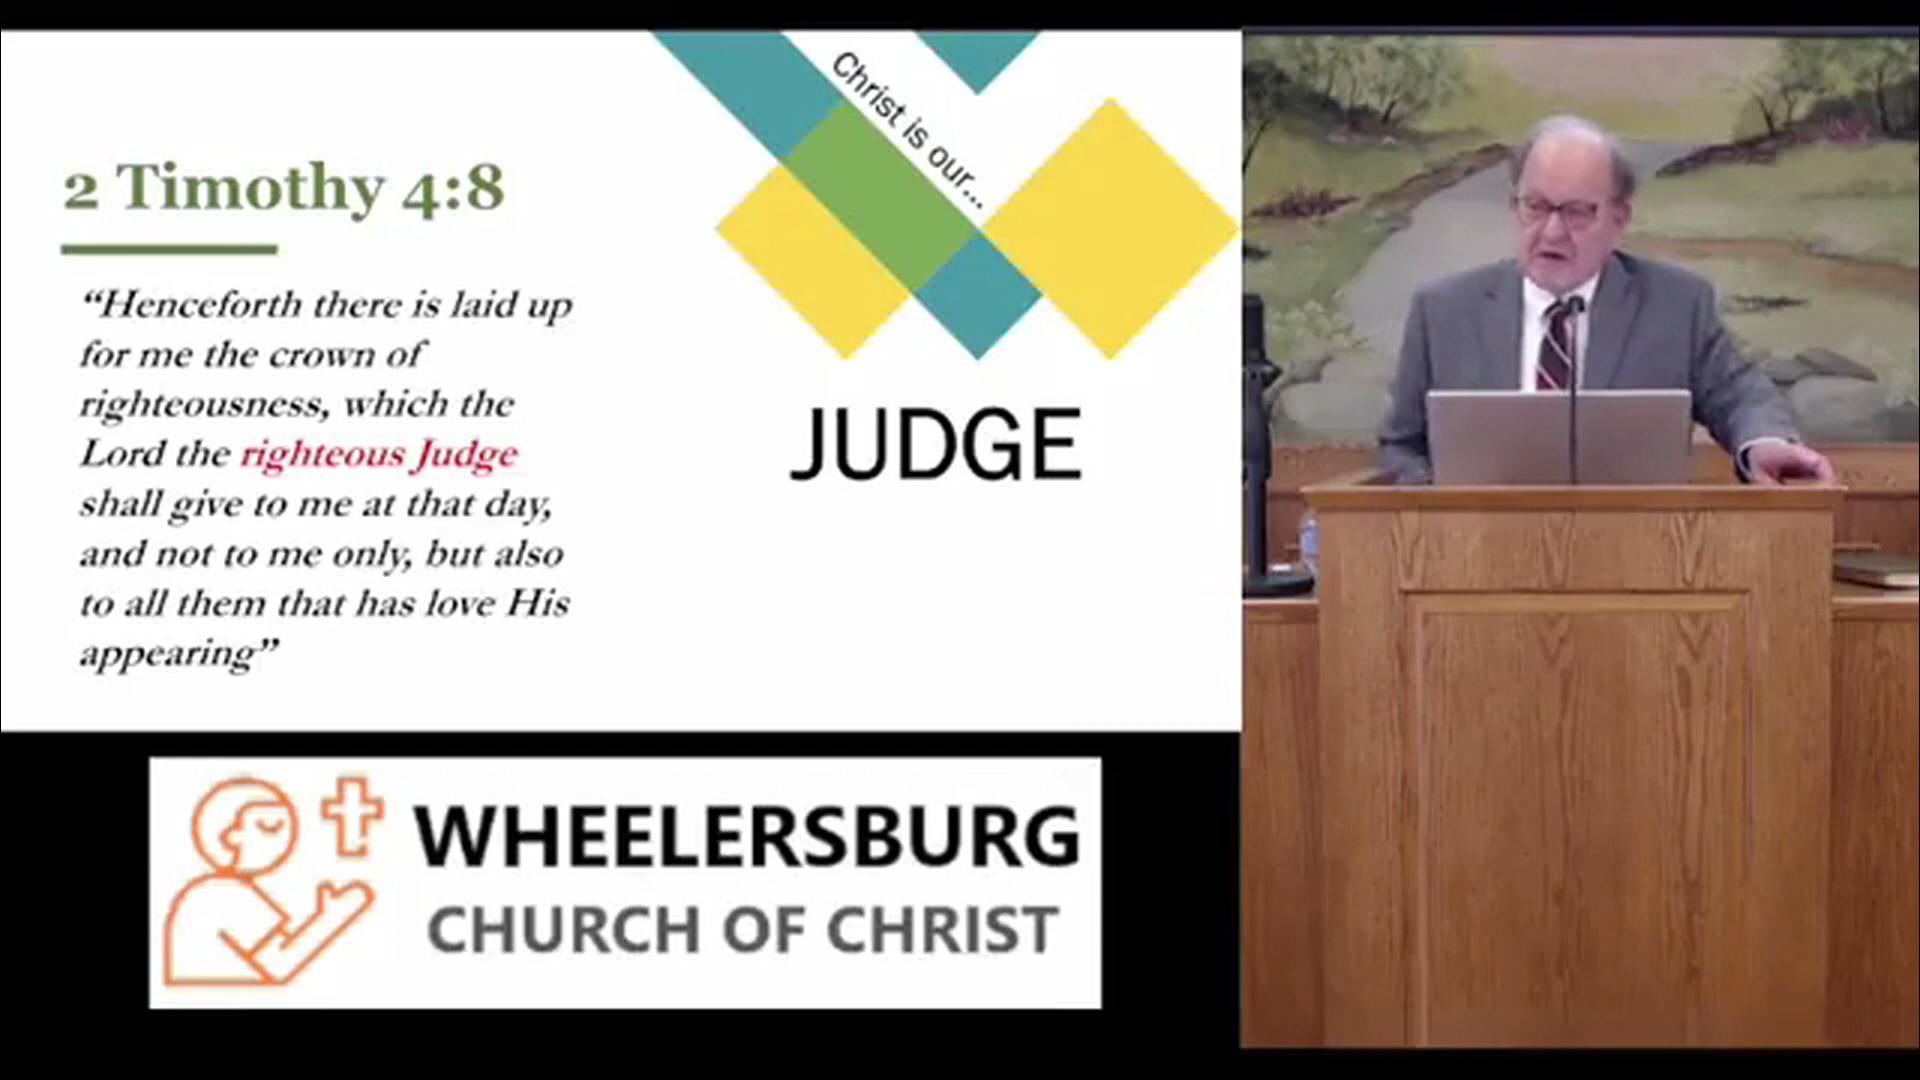 2 Timothy 4:8
“Henceforth there is laid up
for me the crown of
righteousness, which the
Lord the righteous Judge
shall give to me at that day,
and not to me only, but also
to all them that has love His
appearing”
Christ is our...
JUDGE
WHEELERSBURG
CHURCH OF CHRIST